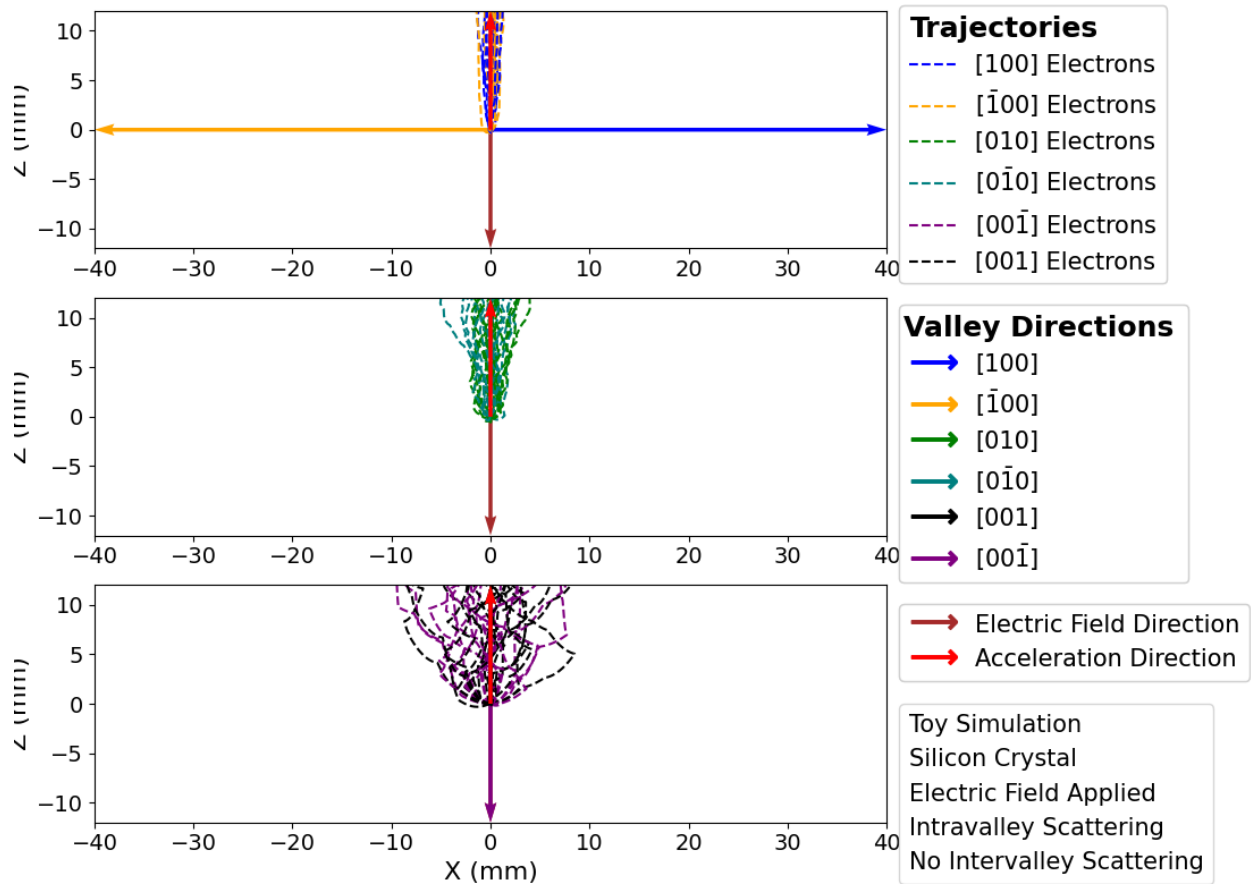 10
5
0
−5
−10
Z (mm)
−40 −30 −20 −10 0 10 20 30 40
10
5
0
−5
−10
Z (mm)
−40 −30 −20 −10 0 10 20 30 40
10
5
0
−5
−10
Z (mm)
−40 −30 −20 −10 0 10 20 30 40
X (mm)
Trajectories
[100] Electrons
[1̄00] Electrons
[010] Electrons
[01̄0] Electrons
[001̄] Electrons
[001] Electrons
Valley Directions
[100]
[1̄00]
[010]
[01̄0]
[001]
[001̄]
Electric Field Direction
Acceleration Direction
Toy Simulation
Silicon Crystal
Electric Field Applied
Intravalley Scattering
No Intervalley Scattering